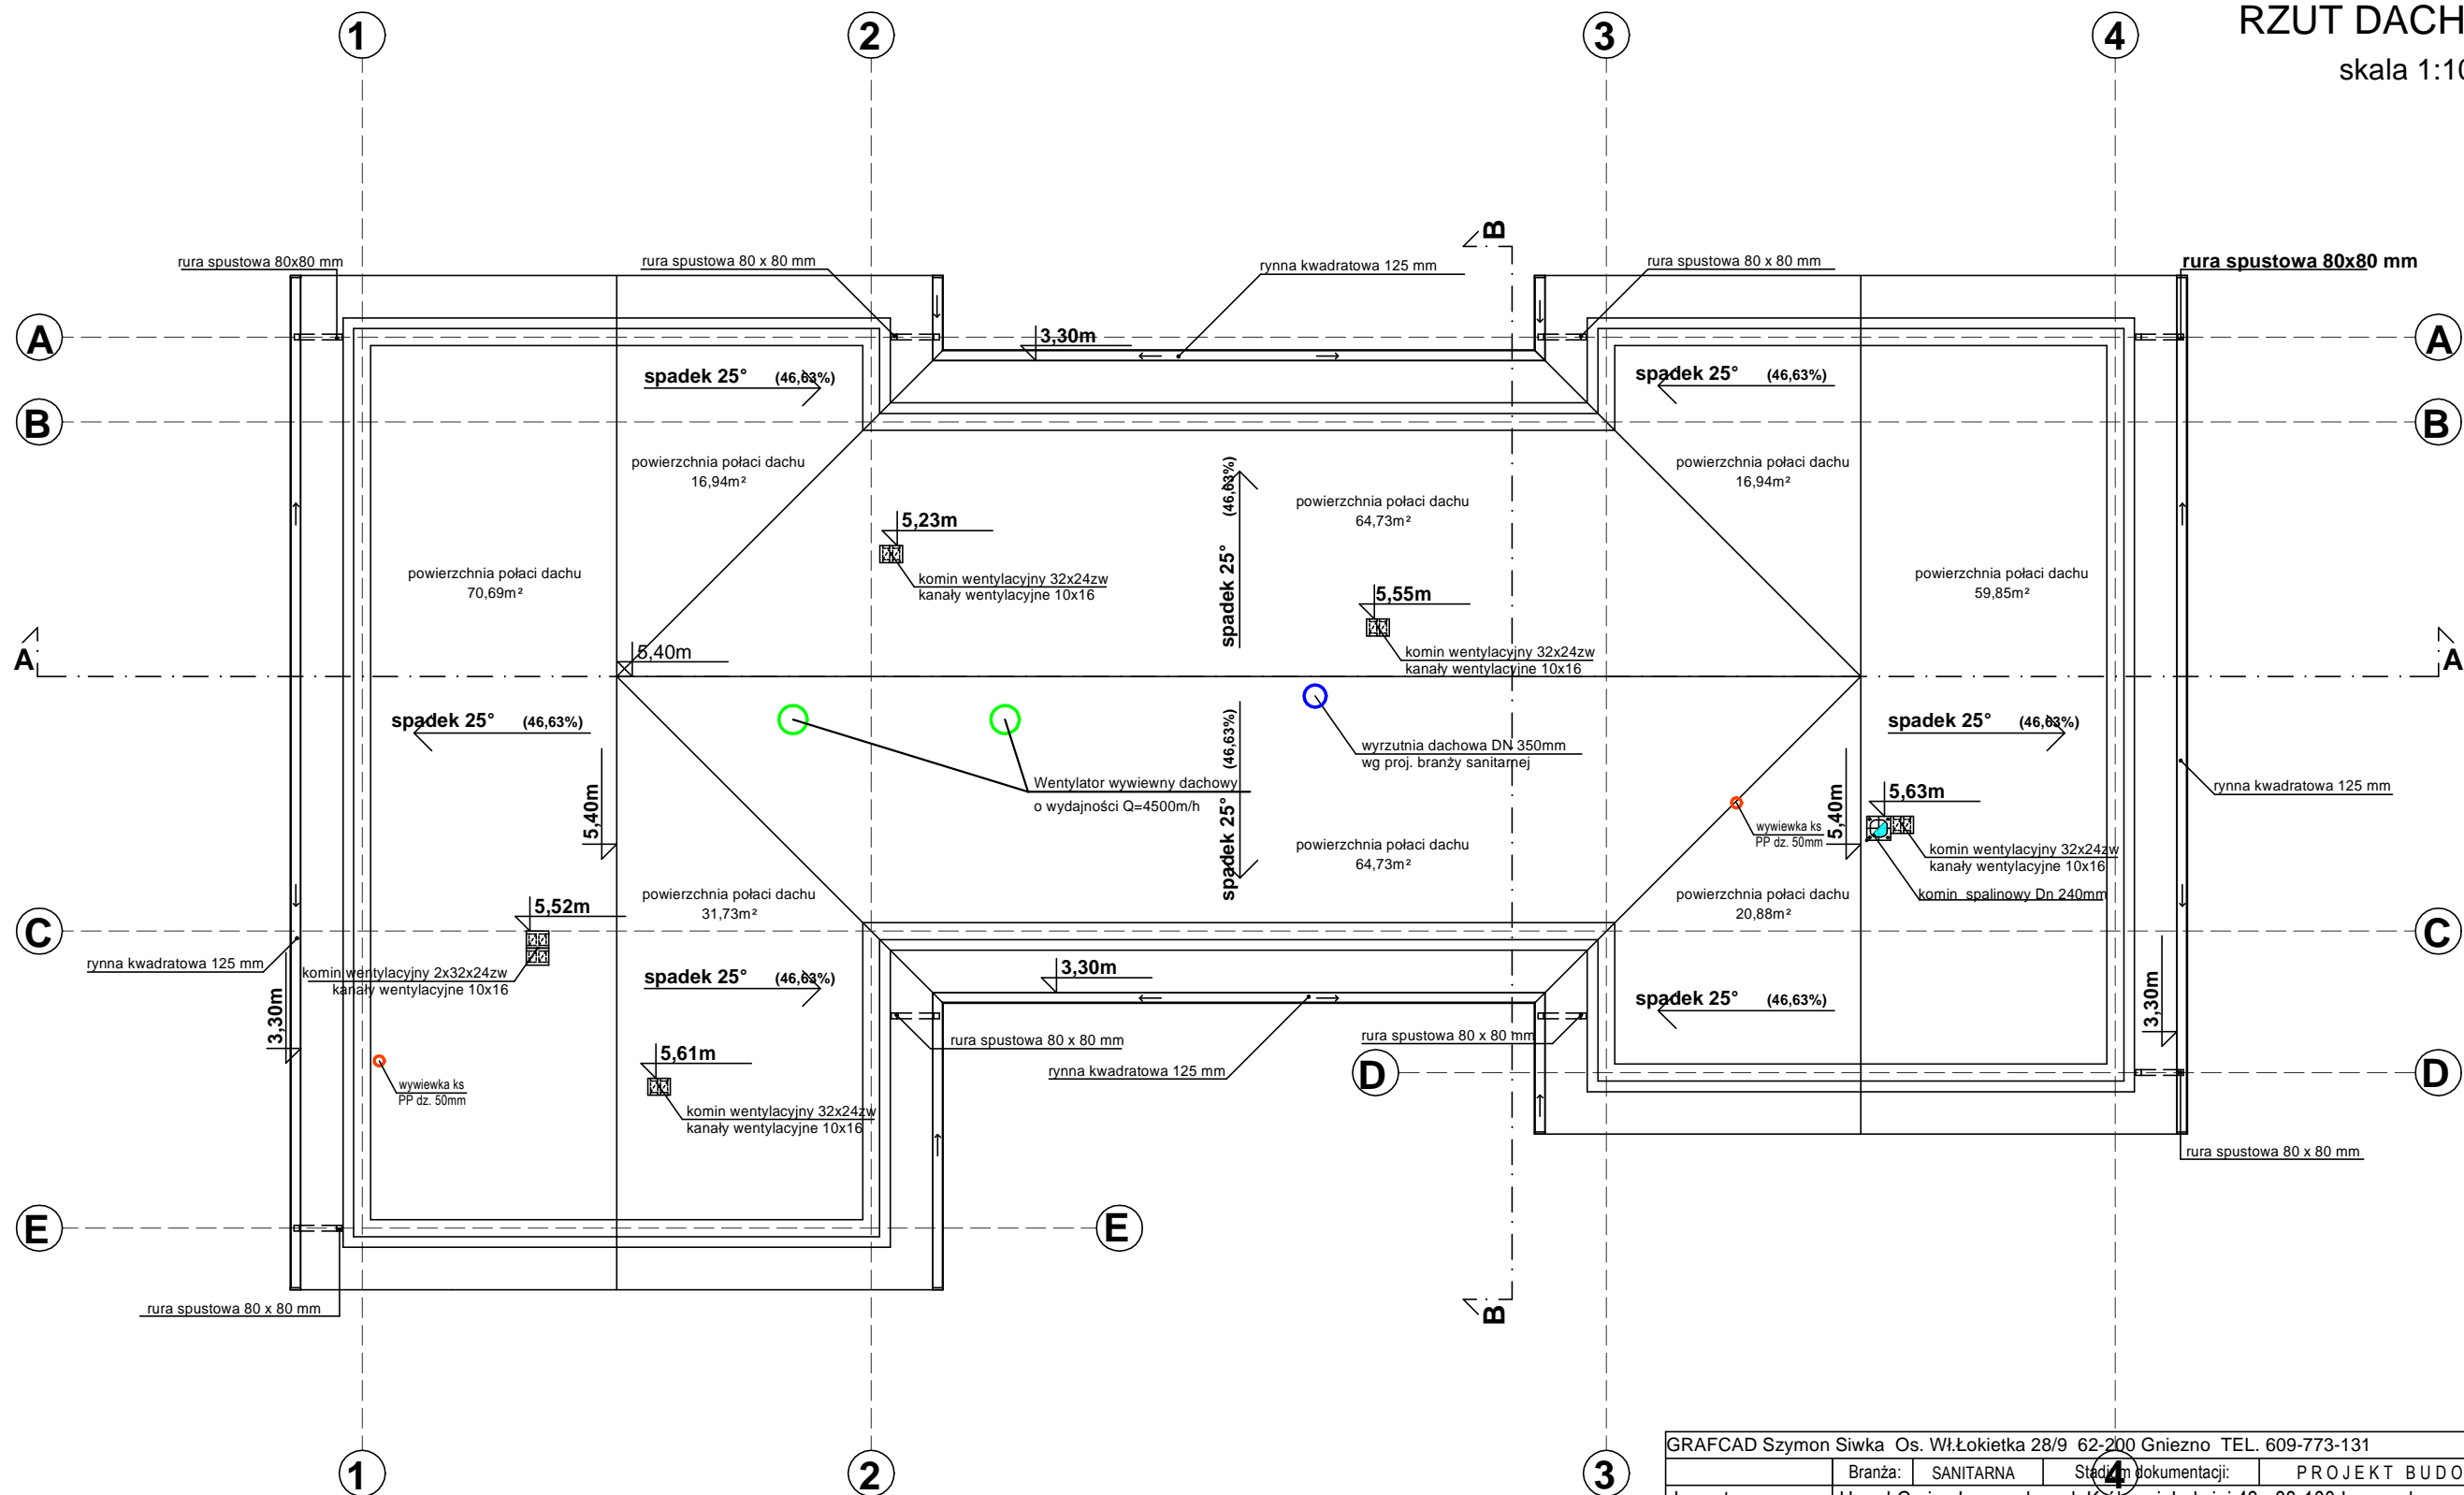 RZUT DACH
skala 1:10
1
2
3
4
rura spustowa 80x80 mm
rura spustowa 80 x 80 mm
rynna kwadratowa 125 mm
B
rura spustowa 80 x 80 mm
rura spustowa 80x80 mm
A
3,30m
A
spadek 25° (46,63%)
spadek 25° (46,63%)
B
B
powierzchnia połaci dachu
16,94m²
powierzchnia połaci dachu
16,94m²
spadek 25° (46,63%)
powierzchnia połaci dachu
64,73m²
5,23m
komin wentylacyjny 32x24zw
kanały wentylacyjne 10x16
powierzchnia połaci dachu
70,69m²
powierzchnia połaci dachu
59,85m²
5,55m
komin wentylacyjny 32x24zw
kanały wentylacyjne 10x16
A
5,40m
A
spadek 25° (46,63%)
spadek 25° (46,63%)
spadek 25° (46,63%)
wyrzutnia dachowa DN 350mm
wg proj. branży sanitarnej
Wentylator wywiewny dachowy
o wydajności Q=4500m/h
rynna kwadratowa 125 mm
5,40m
5,40m
5,63m
wywiewka ks
PP dz. 50mm
powierzchnia połaci dachu
64,73m²
komin wentylacyjny 32x24zw
kanały wentylacyjne 10x16
komin spalinowy Dn 240mm
powierzchnia połaci dachu
31,73m²
powierzchnia połaci dachu
20,88m²
5,52m
C
C
rynna kwadratowa 125 mm
komin wentylacyjny 2x32x24zw
kanały wentylacyjne 10x16
spadek 25° (46,63%)
3,30m
spadek 25° (46,63%)
3,30m
3,30m
rura spustowa 80 x 80 mm
rura spustowa 80 x 80 mm
5,61m
rynna kwadratowa 125 mm
D
D
wywiewka ks
PP dz. 50mm
komin wentylacyjny 32x24zw
kanały wentylacyjne 10x16
rura spustowa 80 x 80 mm
E
E
rura spustowa 80 x 80 mm
B
GRAFCAD Szymon Siwka Os. Wł.Łokietka 28/9 62-200 Gniezno TEL. 609-773-131
1
2
3
4
Branża: SANITARNA Stadium dokumentacji: PROJEKT BUDO